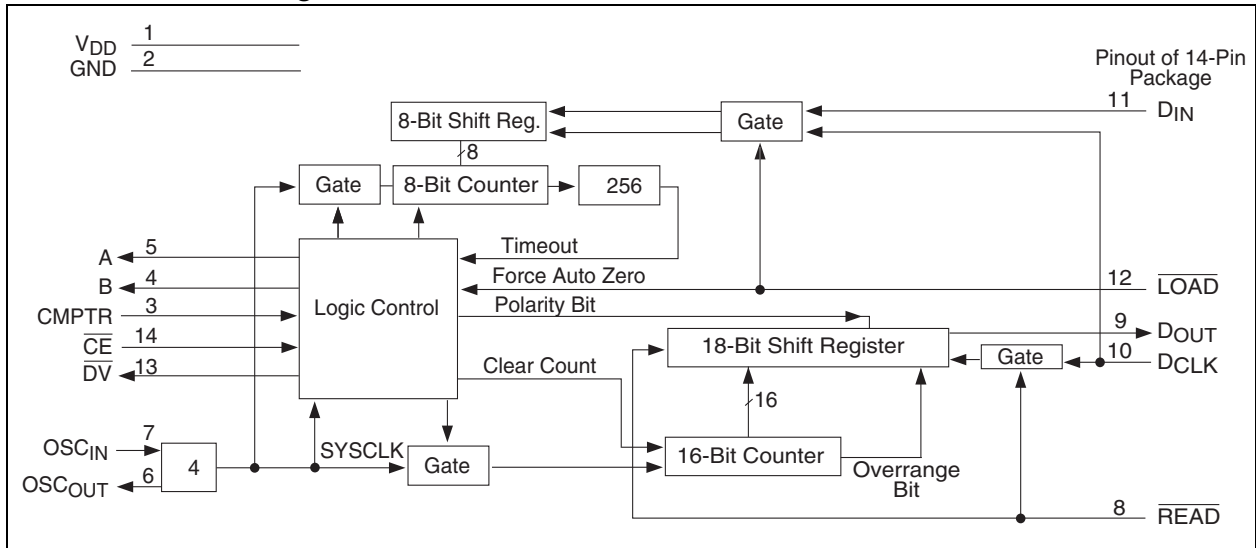 VDD 1
GND 2
Pinout of 14-Pin
Package
11 DIN
8-Bit Shift Reg.
Gate
8
Gate
8-Bit Counter
256
Timeout
A 5
Force Auto Zero
B 4
12 LOAD
Logic Control
Polarity Bit
CMPTR 3
9 DOUT
CE 14
18-Bit Shift Register
Gate
10 DCLK
DV 13
Clear Count
16
OSCIN 7
4
SYSCLK
Gate
16-Bit Counter
Overrange
Bit
OSCOUT 6
8 READ